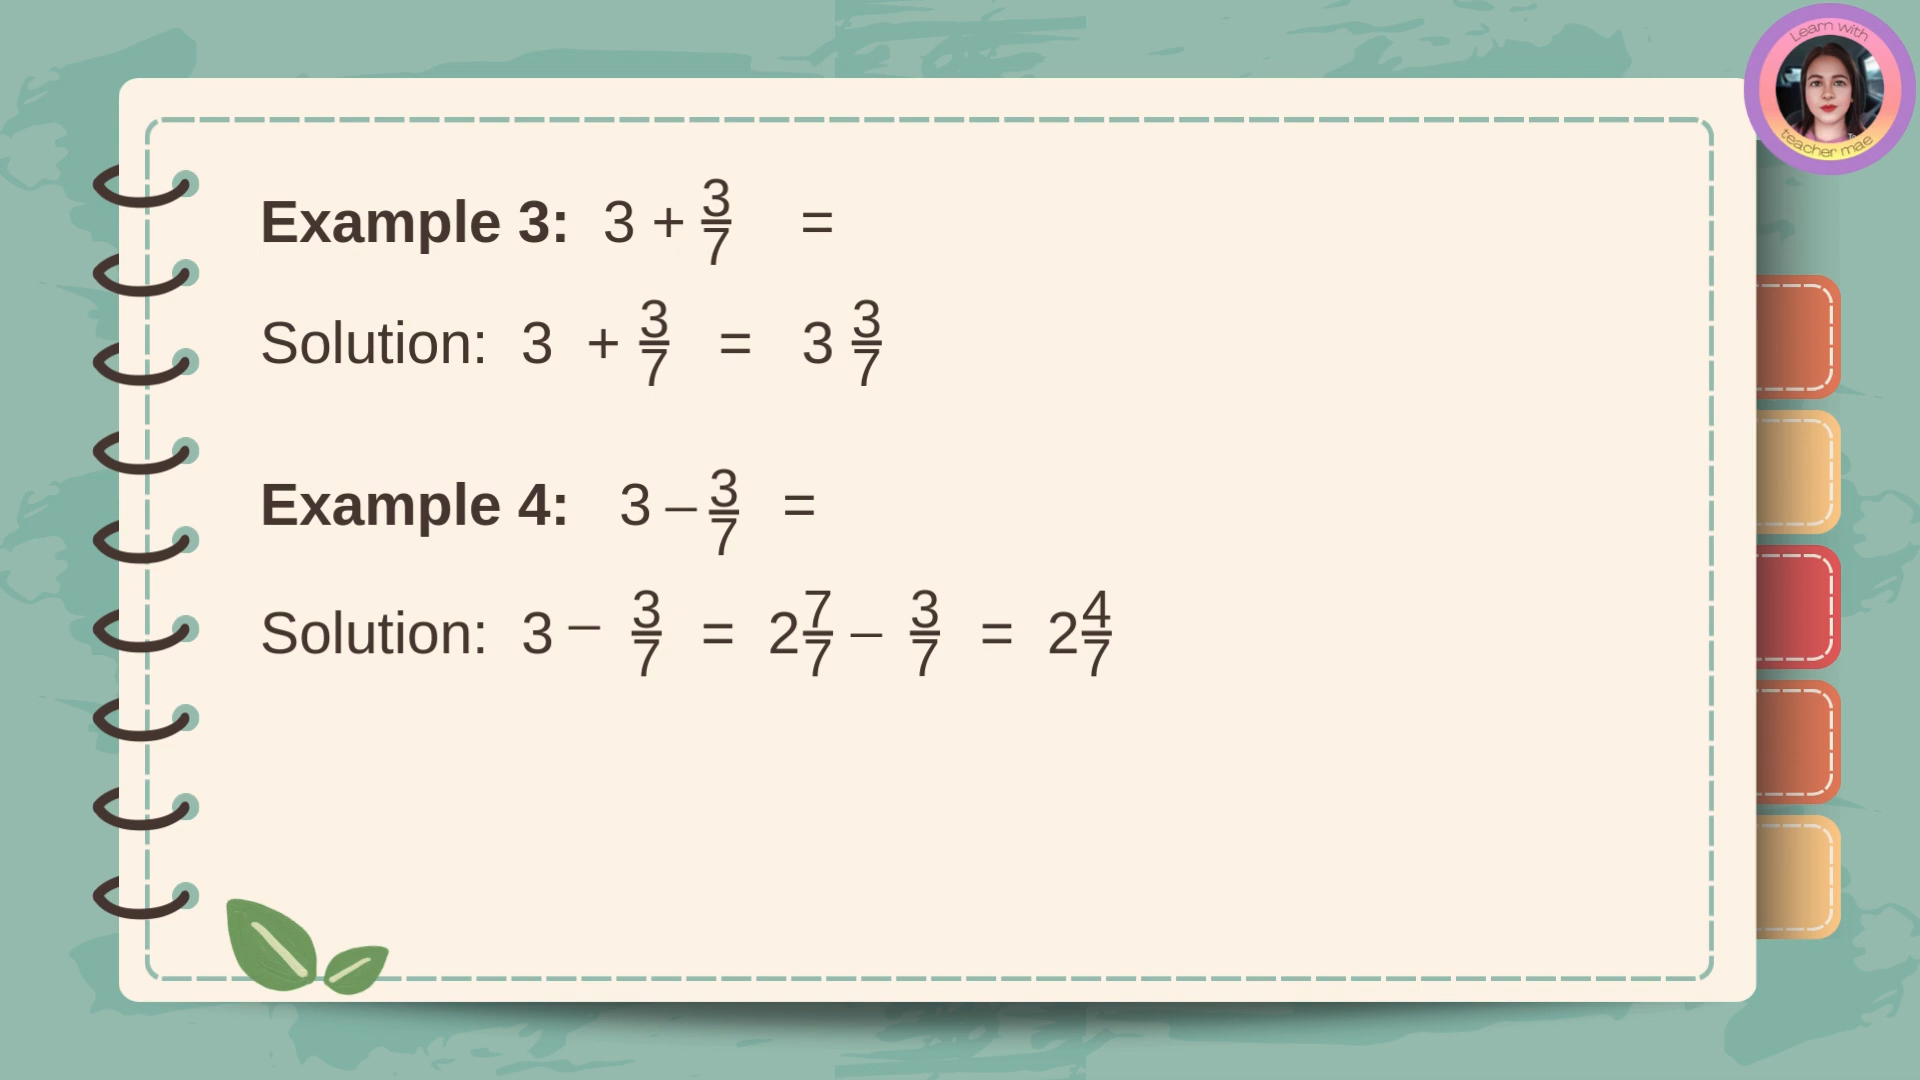 Learn with
teacher mae
Example 3: 3 + 3/7 =
Solution: 3 + 3/7 = 3 3/7
Example 4: 3 – 3/7 =
Solution: 3 – 3/7 = 2 7/7 – 3/7 = 2 4/7